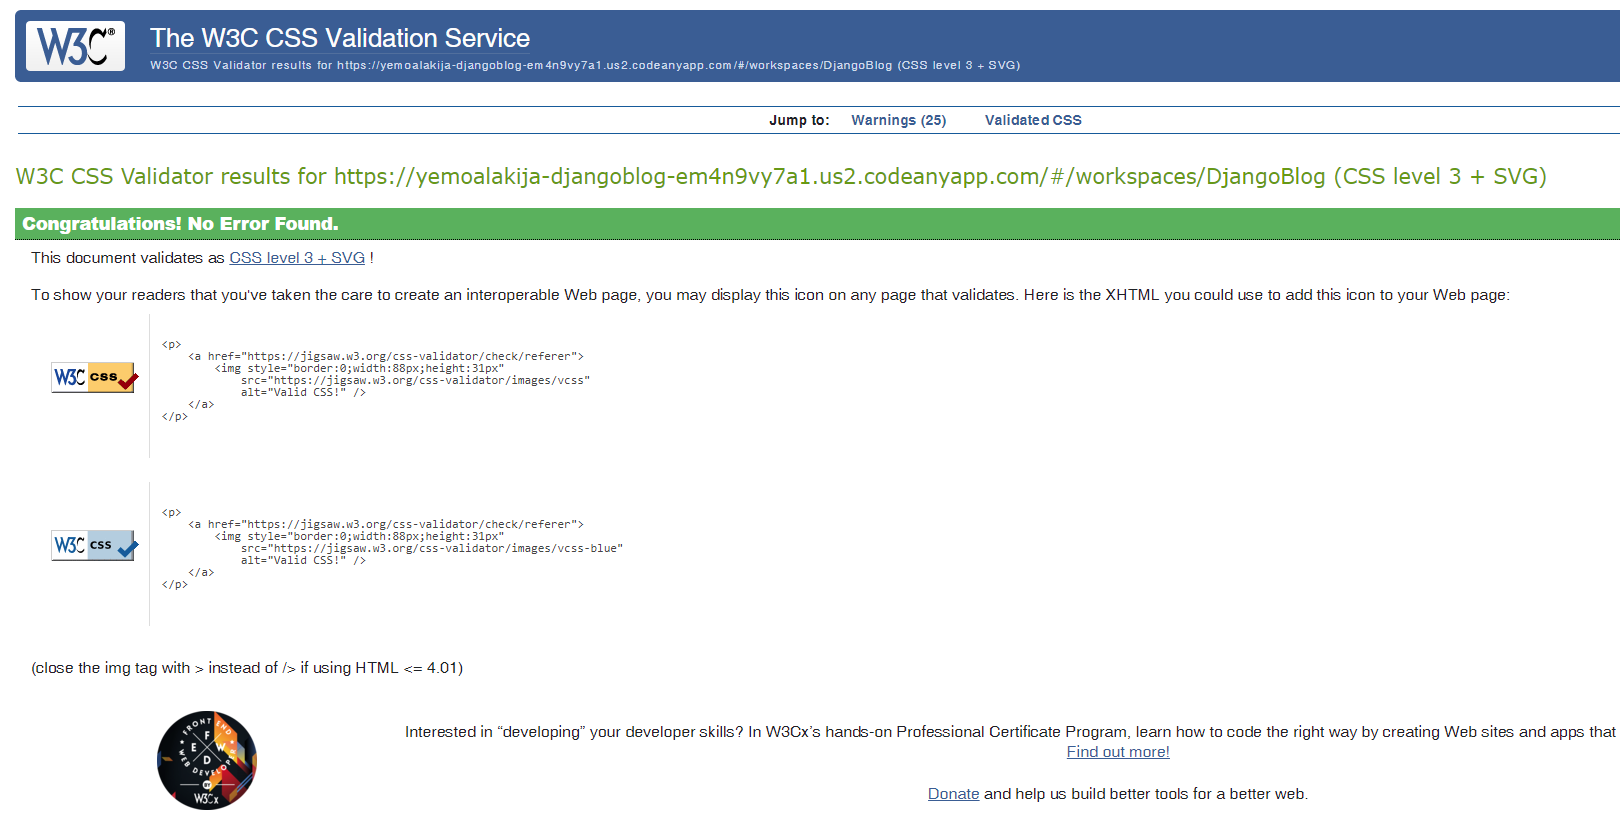 W3C®
The W3C CSS Validation Service
W3C CSS Validator results for https://yemoalakija-djangoblog-em4n9vy7a1.us2.codeanyapp.com/#/workspaces/DjangoBlog (CSS level 3 + SVG)
Jump to: Warnings (25) Validated CSS
W3C CSS Validator results for https://yemoalakija-djangoblog-em4n9vy7a1.us2.codeanyapp.com/#/workspaces/DjangoBlog (CSS level 3 + SVG)
Congratulations! No Error Found.
This document validates as CSS level 3 + SVG !
To show your readers that you've taken the care to create an interoperable Web page, you may display this icon on any page that validates. Here is the XHTML you could use to add this icon to your Web page:
W3C css
<p>
<a href="https://jigsaw.w3.org/css-validator/check/referer">
<img style="border:0;width:88px;height:31px"
src="https://jigsaw.w3.org/css-validator/images/vcss"
alt="Valid CSS!" />
</a>
</p>
W3C css
<p>
<a href="https://jigsaw.w3.org/css-validator/check/referer">
<img style="border:0;width:88px;height:31px"
src="https://jigsaw.w3.org/css-validator/images/vcss-blue"
alt="Valid CSS!" />
</a>
</p>
(close the img tag with > instead of /> if using HTML <= 4.01)
FRONT END
F
E W
D
WEB DEVELOPER
BY
W3Cx
Interested in “developing” your developer skills? In W3Cx’s hands-on Professional Certificate Program, learn how to code the right way by creating Web sites and apps that
Find out more!
Donate and help us build better tools for a better web.